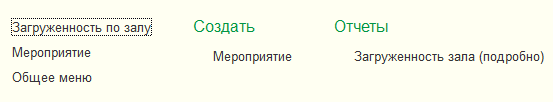 Загруженность по залу
Мероприятие
Общее меню
Создать
Мероприятие
Отчеты
Загруженность зала (подробно)